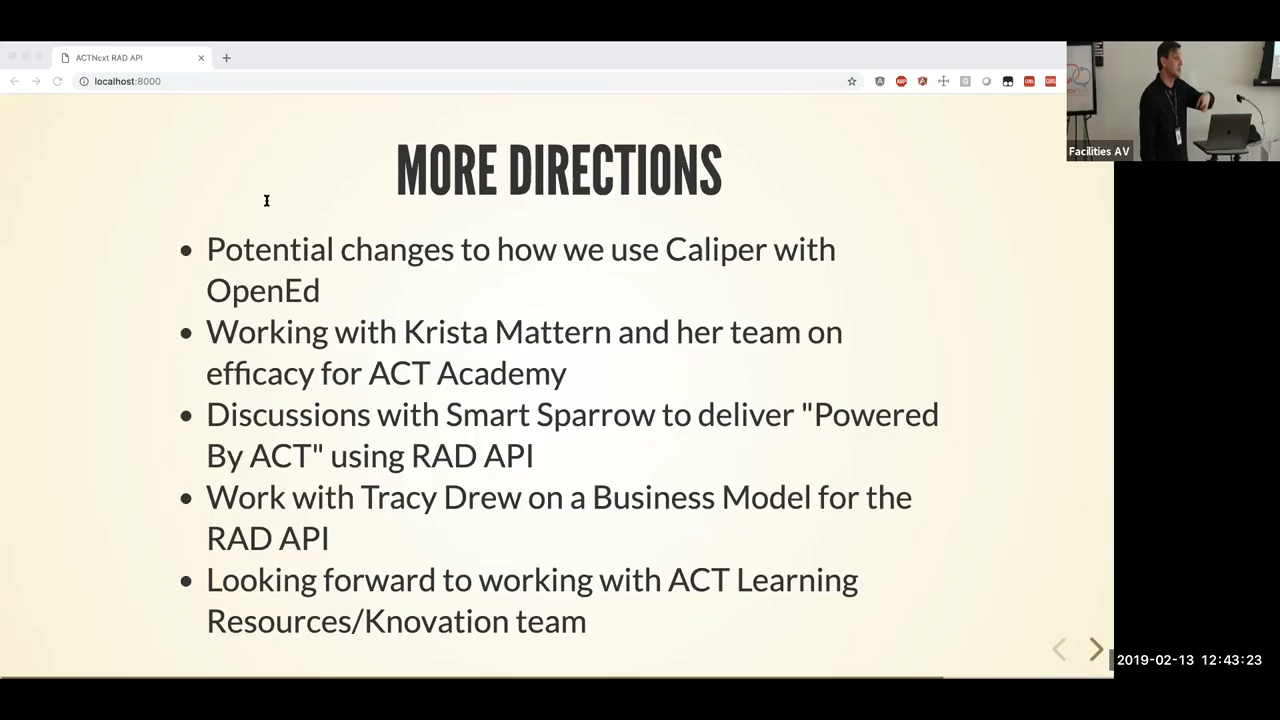 ACTNext RAD API
localhost:8000
MORE DIRECTIONS
Potential changes to how we use Caliper with
OpenEd
Working with Krista Mattern and her team on
efficacy for ACT Academy
Discussions with Smart Sparrow to deliver "Powered
By ACT" using RAD API
Work with Tracy Drew on a Business Model for the
RAD API
Looking forward to working with ACT Learning
Resources/Knovation team
Facilities AV
2019-02-13 12:43:23